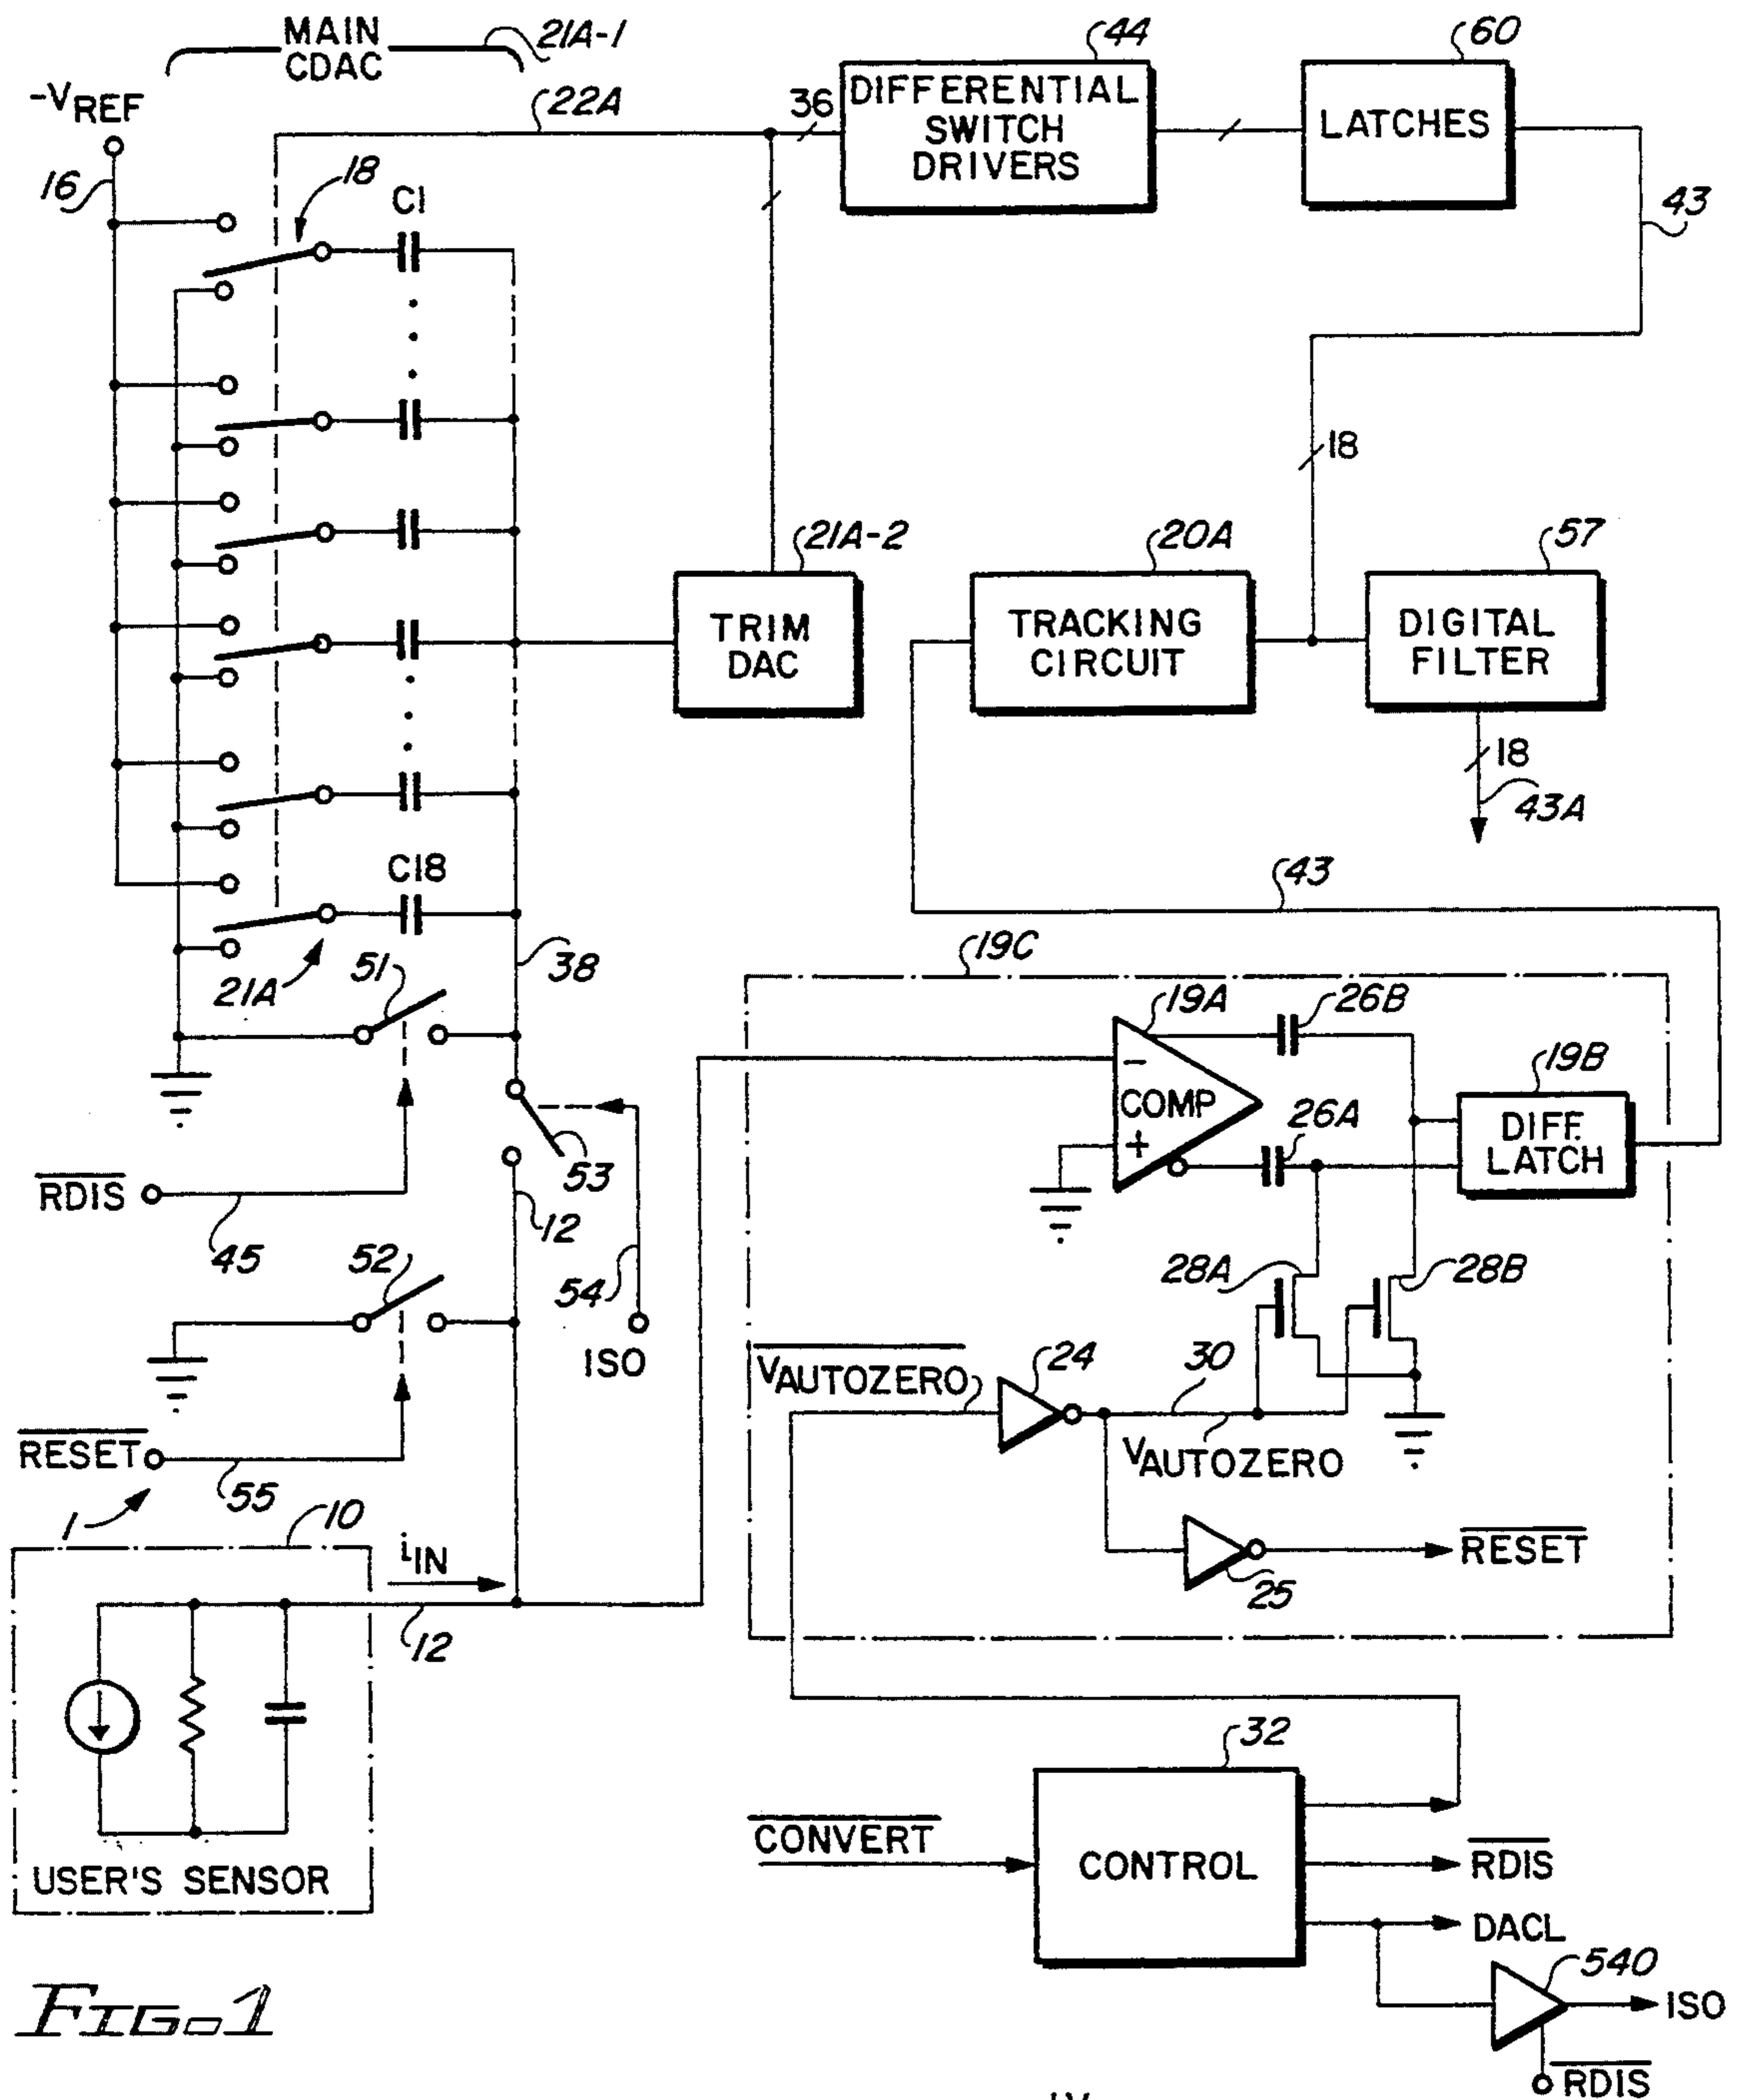 MAIN
CDAC
21A-1
44
60
-VREF
22A
36
DIFFERENTIAL
SWITCH
DRIVERS
LATCHES
16
18
C1
43
18
21A-2
20A
57
TRIM
DAC
TRACKING
CIRCUIT
DIGITAL
FILTER
18
43A
C18
43
21A
51
38
19C
19A
26B
19B
−
COMP
+
26A
DIFF.
LATCH
RDIS
53
45
12
52
54
28A
28B
ISO
VAUTOZERO
24
30
VAUTOZERO
RESET
55
1
10
iIN
25
RESET
12
32
CONVERT
CONTROL
RDIS
USER'S SENSOR
DACL
540
ISO
FIG. 1
RDIS